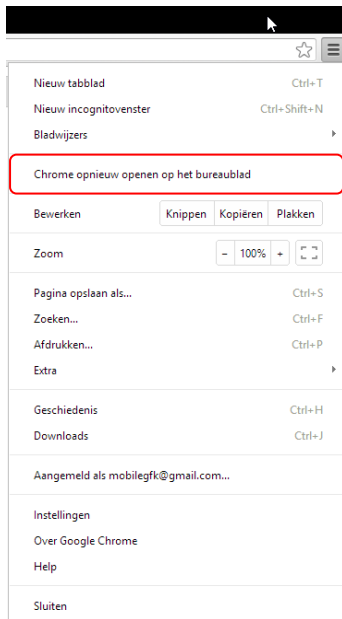 Nieuw tabblad Ctrl+T
Nieuw incognitovenster Ctrl+Shift+N
Bladwijzers
Chrome opnieuw openen op het bureaublad
Bewerken Knippen Kopiëren Plakken
Zoom - 100% +
Pagina opslaan als... Ctrl+S
Zoeken... Ctrl+F
Afdrukken... Ctrl+P
Extra
Geschiedenis Ctrl+H
Downloads Ctrl+J
Aangemeld als mobilegfk@gmail.com...
Instellingen
Over Google Chrome
Help
Sluiten